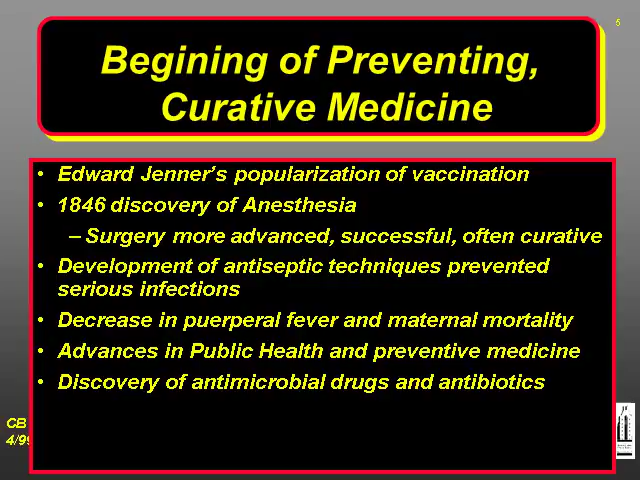 5
Begining of Preventing,
Curative Medicine
• Edward Jenner's popularization of vaccination
• 1846 discovery of Anesthesia
– Surgery more advanced, successful, often curative
• Development of antiseptic techniques prevented
serious infections
• Decrease in puerperal fever and maternal mortality
• Advances in Public Health and preventive medicine
• Discovery of antimicrobial drugs and antibiotics
CB
4/99